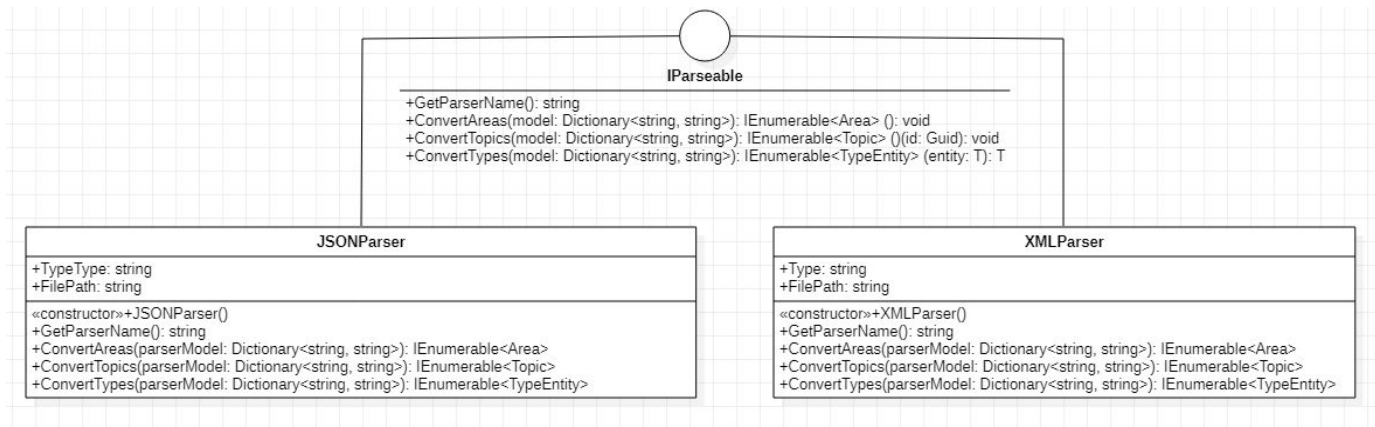 IParseable
+GetParserName(): string
+ConvertAreas(model: Dictionary<string, string>): IEnumerable<Area> (): void
+ConvertTopics(model: Dictionary<string, string>): IEnumerable<Topic> ()(id: Guid): void
+ConvertTypes(model: Dictionary<string, string>): IEnumerable<TypeEntity> (entity: T): T
JSONParser
+TypeType: string
+FilePath: string
«constructor»+JSONParser()
+GetParserName(): string
+ConvertAreas(parserModel: Dictionary<string, string>): IEnumerable<Area>
+ConvertTopics(parserModel: Dictionary<string, string>): IEnumerable<Topic>
+ConvertTypes(parserModel: Dictionary<string, string>): IEnumerable<TypeEntity>
XMLParser
+Type: string
+FilePath: string
«constructor»+XMLParser()
+GetParserName(): string
+ConvertAreas(parserModel: Dictionary<string, string>): IEnumerable<Area>
+ConvertTopics(parserModel: Dictionary<string, string>): IEnumerable<Topic>
+ConvertTypes(parserModel: Dictionary<string, string>): IEnumerable<TypeEntity>